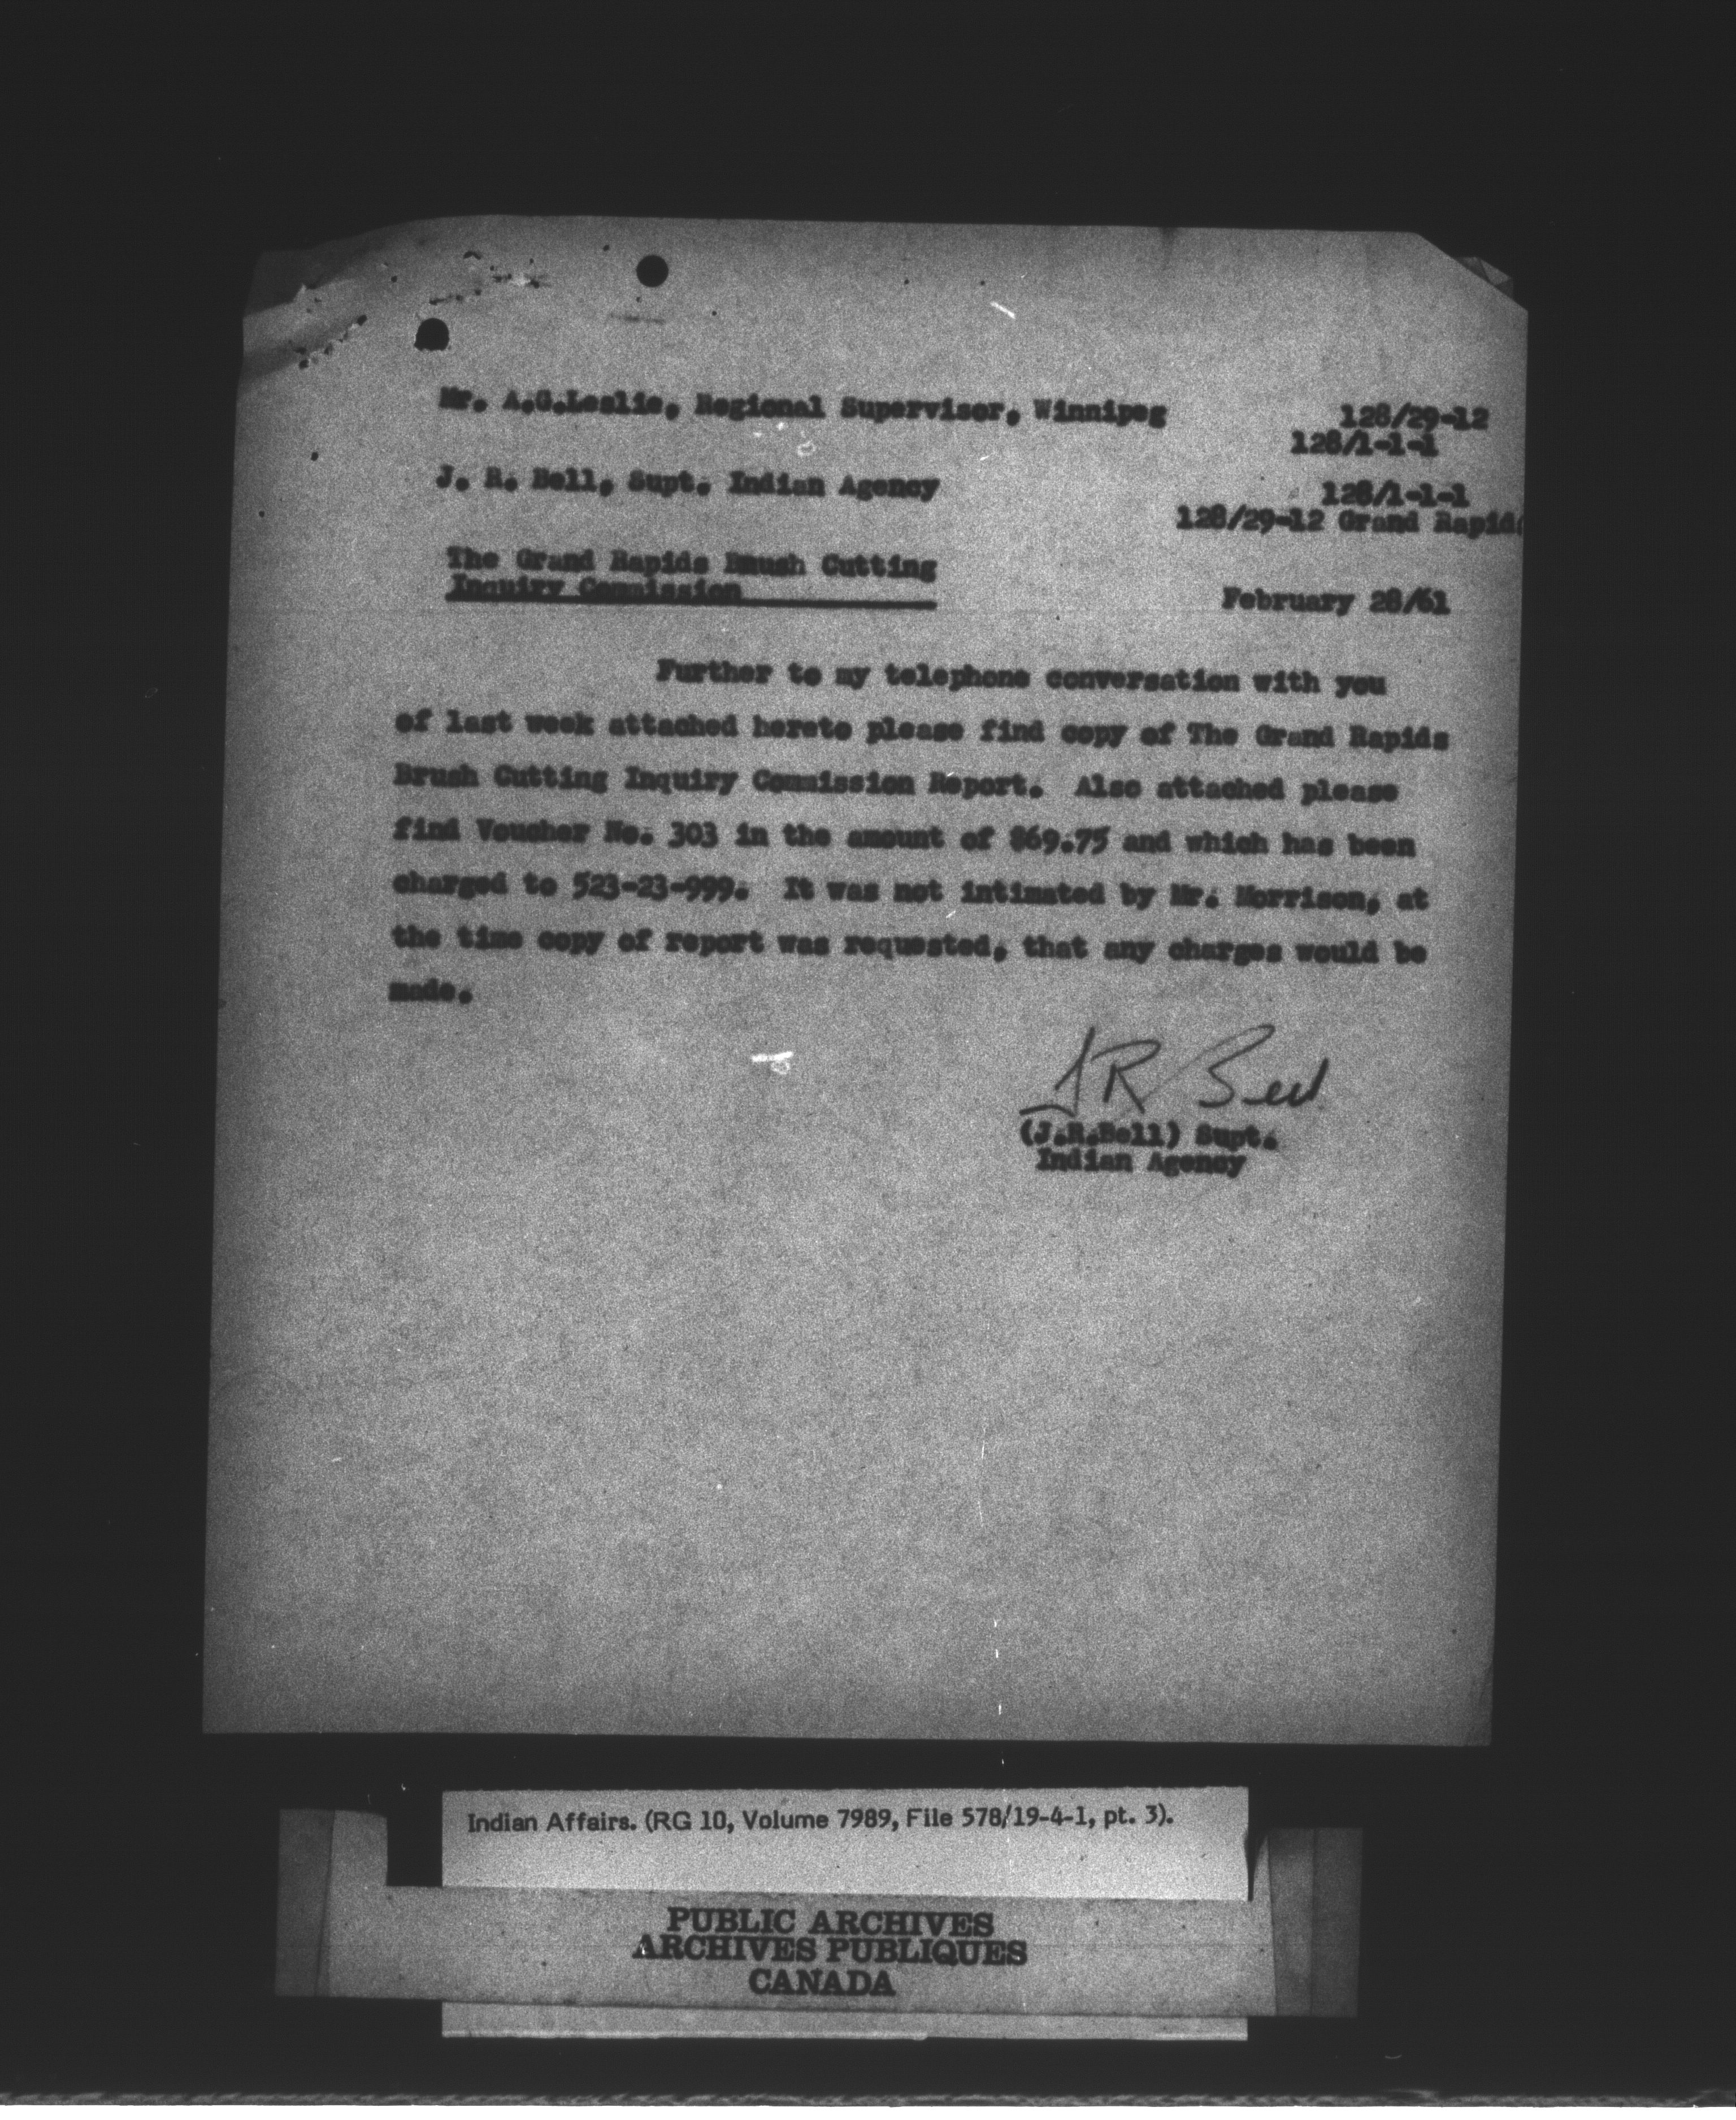 Mr. A.G.Leslie, Regional Supervisor, Winnipeg
128/29-12
128/1-1-1
J. R. Bell, Supt. Indian Agency
128/1-1-1
128/29-12 Grand Rapids
The Grand Rapids Brush Cutting
Inquiry Commission
February 28/61
Further to my telephone conversation with you
of last week attached hereto please find copy of The Grand Rapids
Brush Cutting Inquiry Commission Report. Also attached please
find Voucher No. 303 in the amount of $69.75 and which has been
charged to 523-23-999. It was not intimated by Mr. Morrison, at
the time copy of report was requested, that any charges would be
made.
J R Bell
(J.R.Bell) Supt.
Indian Agency
Indian Affairs. (RG 10, Volume 7989, File 578/19-4-1, pt. 3).
PUBLIC ARCHIVES
ARCHIVES PUBLIQUES
CANADA